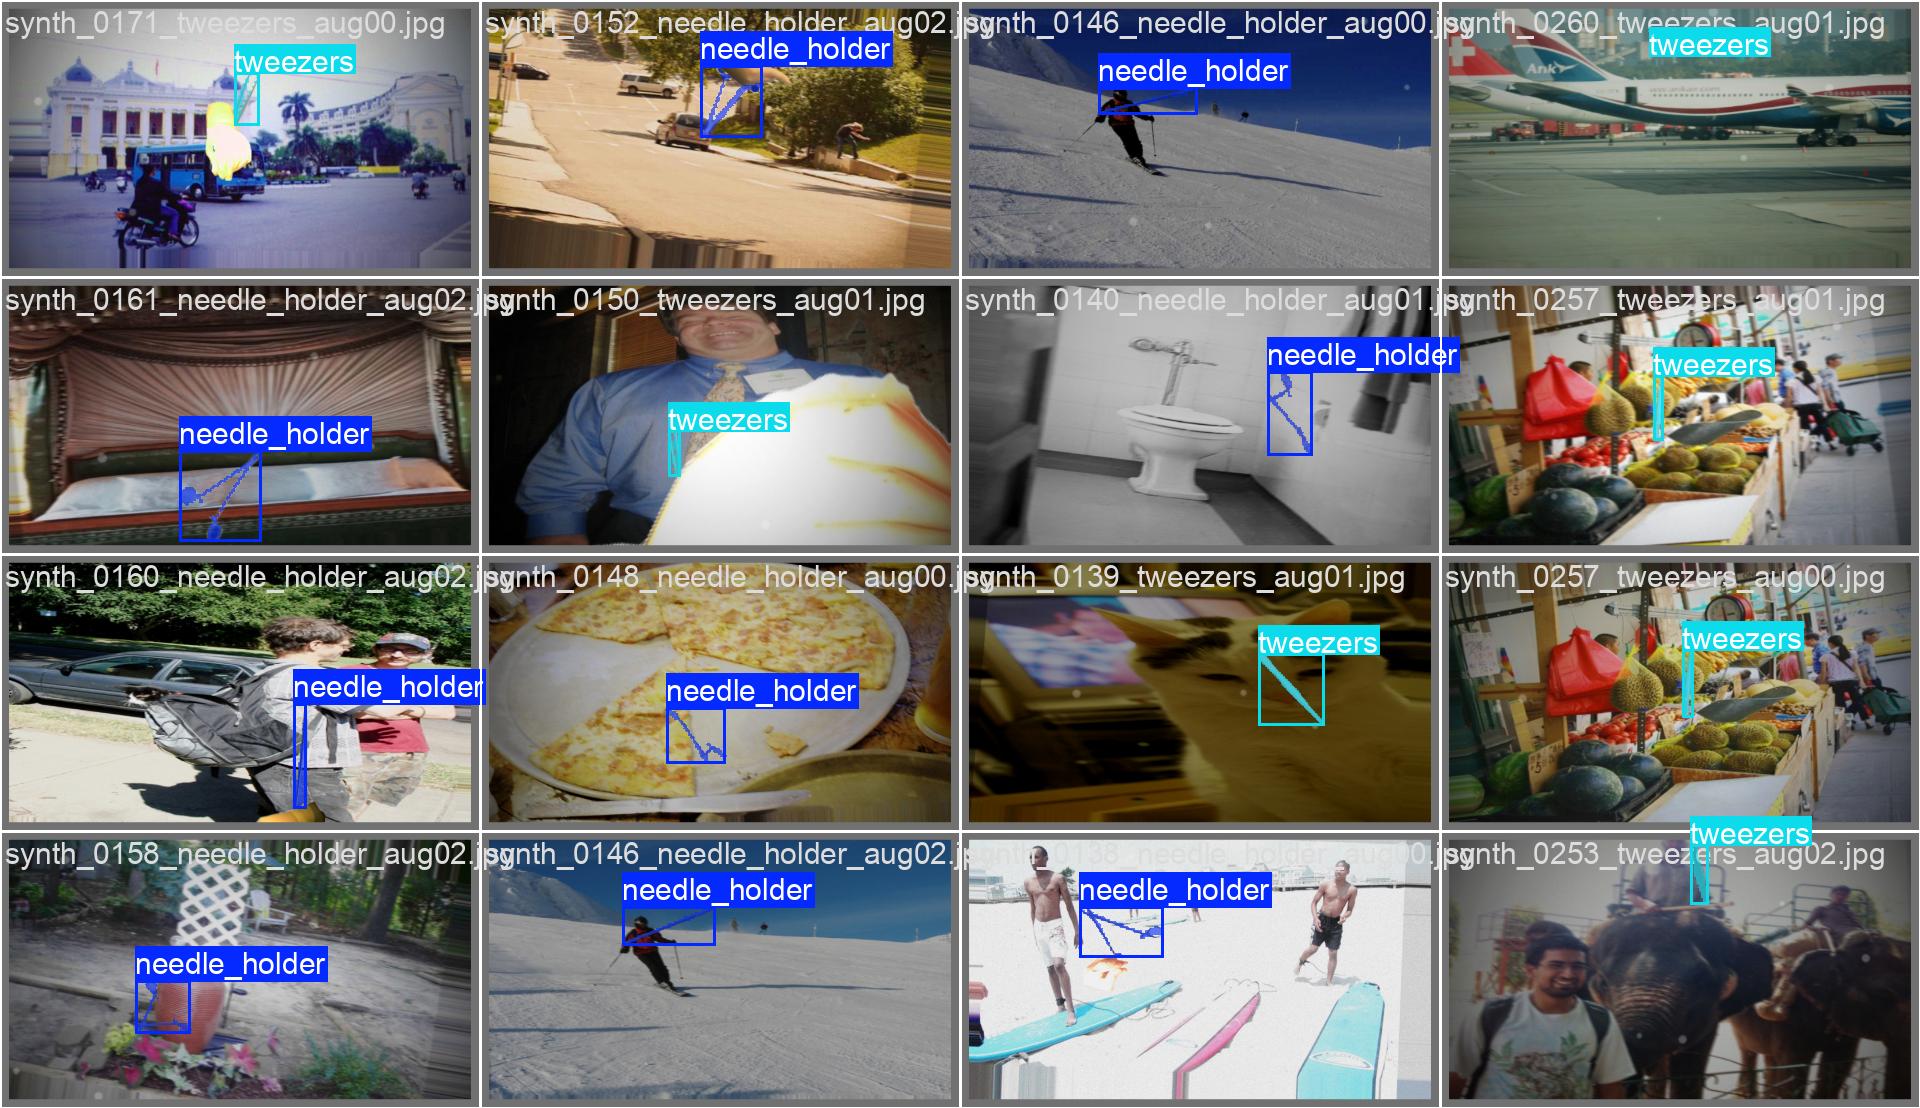 synth_0171_tweezers_aug00.jpg
tweezers
synth_0152_needle_holder_aug02.jpg
needle_holder
synth_0146_needle_holder_aug00.jpg
needle_holder
synth_0260_tweezers_aug01.jpg
tweezers
Ank
synth_0161_needle_holder_aug02.jpg
needle_holder
synth_0150_tweezers_aug01.jpg
tweezers
synth_0140_needle_holder_aug01.jpg
needle_holder
synth_0257_tweezers_aug01.jpg
tweezers
synth_0160_needle_holder_aug02.jpg
needle_holder
synth_0148_needle_holder_aug00.jpg
needle_holder
synth_0139_tweezers_aug01.jpg
tweezers
synth_0257_tweezers_aug00.jpg
tweezers
synth_0158_needle_holder_aug02.jpg
needle_holder
synth_0146_needle_holder_aug02.jpg
needle_holder
synth_0138_needle_holder_aug00.jpg
needle_holder
synth_0253_tweezers_aug02.jpg
tweezers